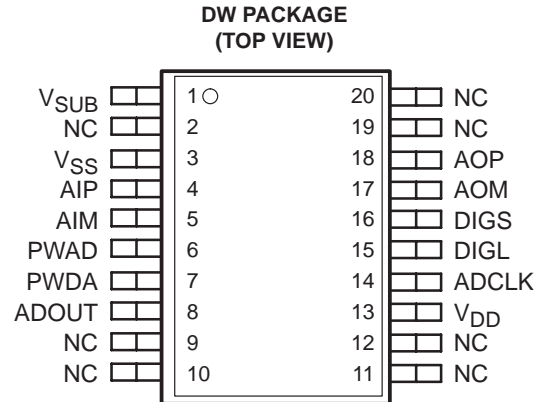 DW PACKAGE
(TOP VIEW)
VSUB 1 20 NC
NC 2 19 NC
VSS 3 18 AOP
AIP 4 17 AOM
AIM 5 16 DIGS
PWAD 6 15 DIGL
PWDA 7 14 ADCLK
ADOUT 8 13 VDD
NC 9 12 NC
NC 10 11 NC